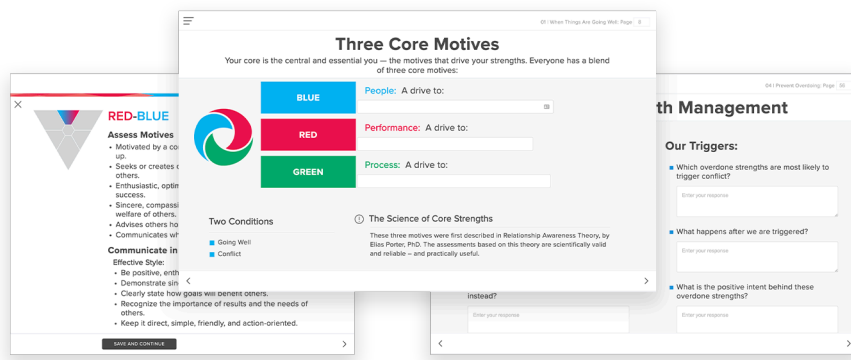 01 | When Things Are Going Well: Page 8
Three Core Motives
Your core is the central and essential you — the motives that drive your strengths. Everyone has a blend
of three core motives:
BLUE
People: A drive to:
RED
Performance: A drive to:
GREEN
Process: A drive to:
Two Conditions
Going Well
Conflict
The Science of Core Strengths
These three motives were first described in Relationship Awareness Theory, by
Elias Porter, PhD. The assessments based on this theory are scientifically valid
and reliable – and practically useful.
RED-BLUE
Assess Motives
• Motivated by a
up.
• Seeks or creates
others.
• Enthusiastic,
success.
• Sincere,
welfare of others.
• Advises others
• Communicates
Communicate in
Effective Style:
• Be positive,
• Demonstrate
• Clearly state how goals will benefit others.
• Recognize the importance of results and the needs of
others.
• Keep it direct, simple, friendly, and action-oriented.
SAVE AND CONTINUE
04 | Prevent Overdoing: Page
Management
Our Triggers:
Which overdone strengths are most likely to
trigger conflict?
Enter your response
What happens after we are triggered?
Enter your response
What is the positive intent behind these
overdone strengths?
Enter your response
instead?
Enter your response